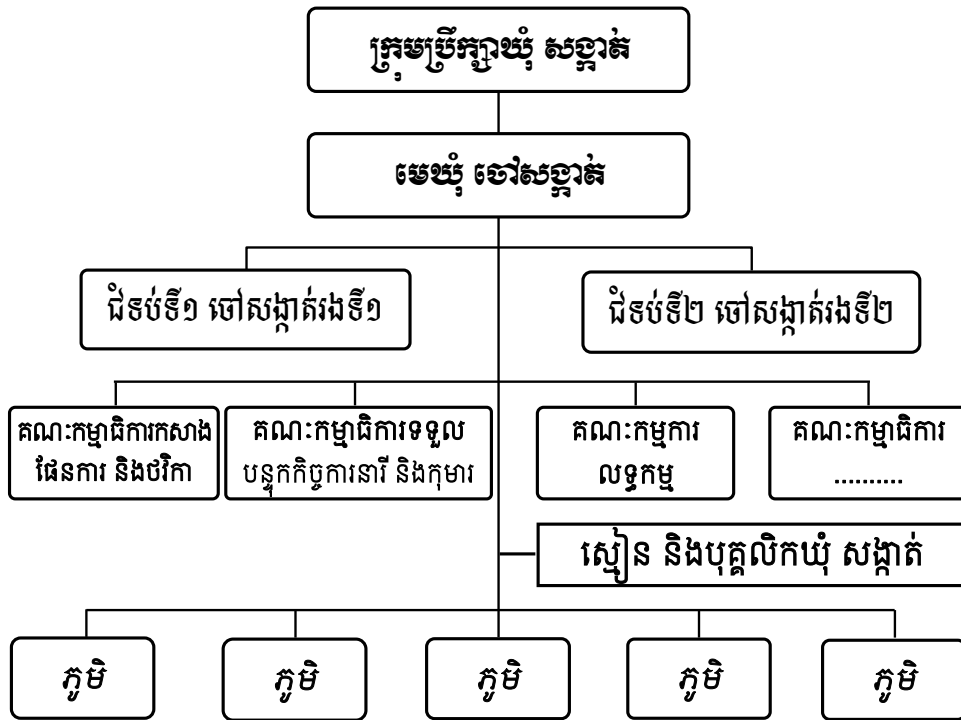 ក្រុមប្រឹក្សាឃុំ សង្កាត់
មេឃុំ ចៅសង្កាត់
ជំទប់ទី១ ចៅសង្កាត់រងទី១
ជំទប់ទី២ ចៅសង្កាត់រងទី២
គណៈកម្មាធិការកសាង
ផែនការ និងថវិកា
គណៈកម្មាធិការទទួល
បន្ទុកកិច្ចការនារី និងកុមារ
គណៈកម្មការ
លទ្ធកម្ម
គណៈកម្មាធិការ
..........
ស្មៀន និងបុគ្គលិកឃុំ សង្កាត់
ភូមិ
ភូមិ
ភូមិ
ភូមិ
ភូមិ